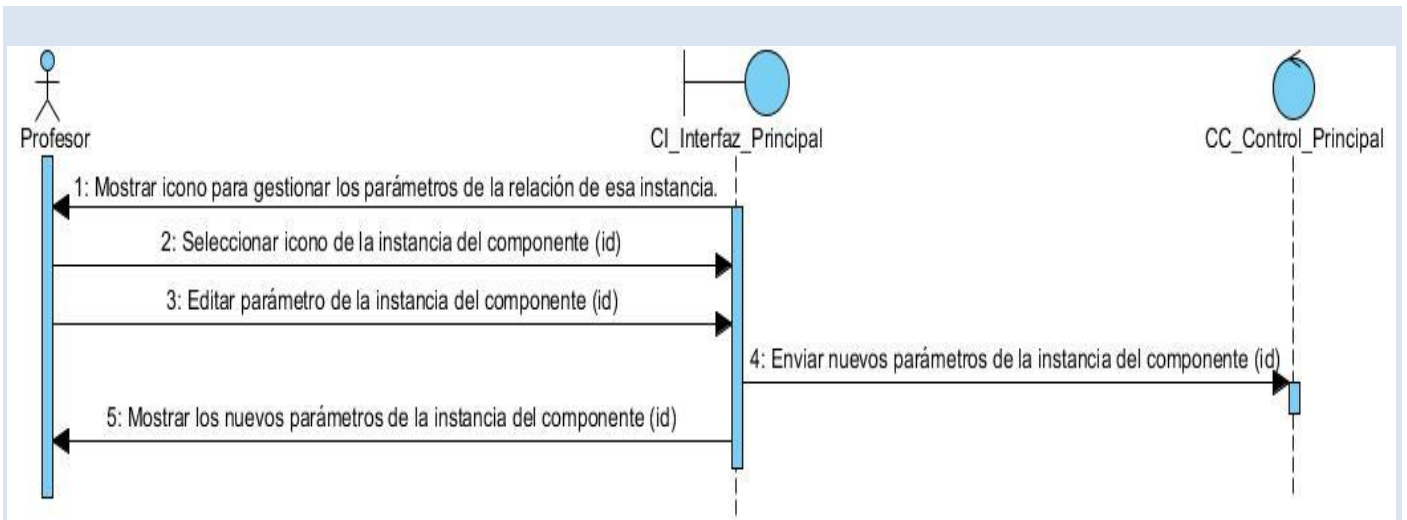 Profesor
CI_Interfaz_Principal
CC_Control_Principal
1: Mostrar icono para gestionar los parámetros de la relación de esa instancia.
2: Seleccionar icono de la instancia del componente (id)
3: Editar parámetro de la instancia del componente (id)
4: Enviar nuevos parámetros de la instancia del componente (id)
5: Mostrar los nuevos parámetros de la instancia del componente (id)